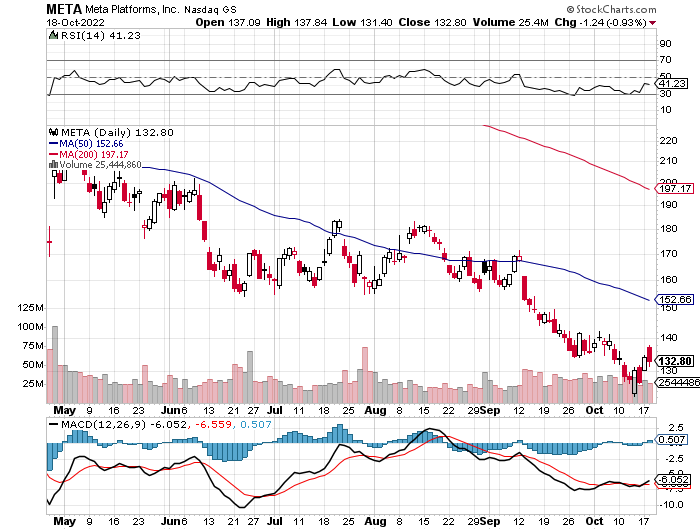 META Meta Platforms, Inc. Nasdaq GS © StockCharts.com
18-Oct-2022 Open 137.09 High 137.84 Low 131.40 Close 132.80 Volume 25.4M Chg -1.24 (-0.93%)
RSI(14) 41.23
90
70
50
41.23
30
10
META (Daily) 132.80
MA(50) 152.66
MA(200) 197.17
Volume 25,444,860
220
210
200
197.17
190
180
170
160
152.66
140
132.80
130
2544486
125M
100M
75M
50M
25M
May 9 16 23 Jun 6 13 21 27 Jul 11 18 25 Aug 8 15 22 29 Sep 12 19 26 Oct 10 17
MACD(12,26,9) -6.052, -6.559, 0.507
2.5
0.507
-2.5
-6.052
-10.0
May 9 16 23 Jun 6 13 21 27 Jul 11 18 25 Aug 8 15 22 29 Sep 12 19 26 Oct 10 17